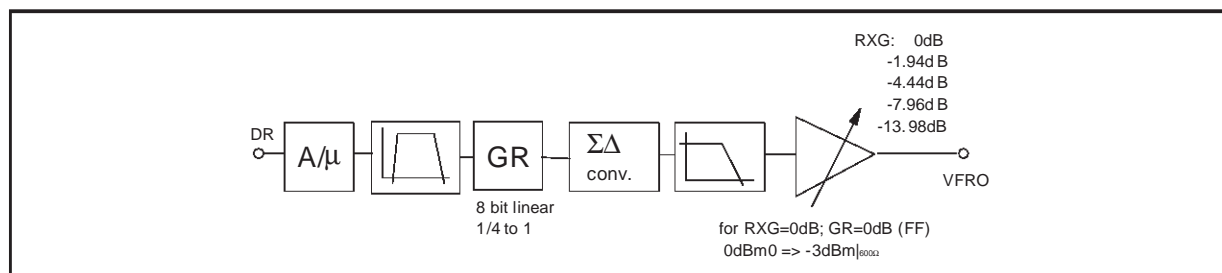 RXG: 0dB
-1.94d B
-4.44d B
-7.96d B
-13.98dB
DR
A/μ
GR
ΣΔ
conv.
VFRO
8 bit linear
1/4 to 1
for RXG=0dB; GR=0dB (FF)
0dBm0 => -3dBm|600Ω